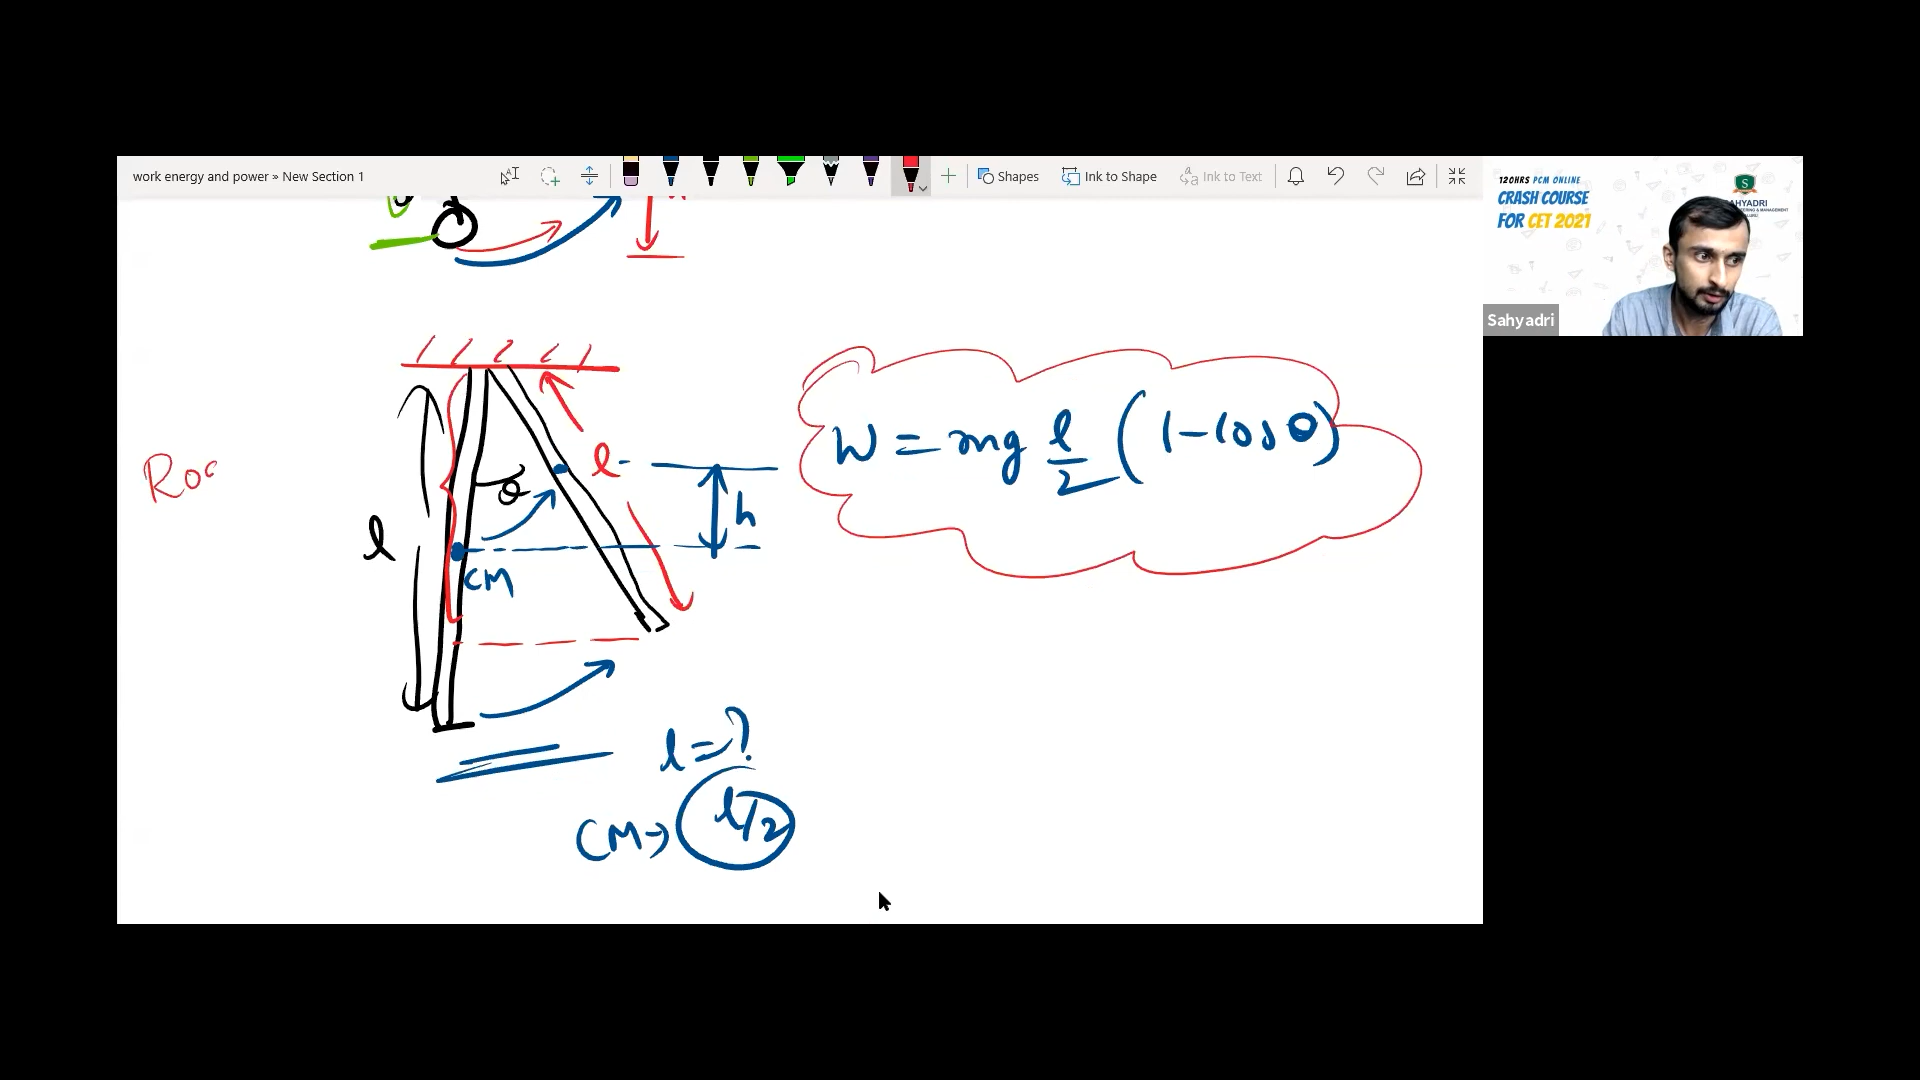 work energy and power » New Section 1
Shapes
Ink to Shape
Ink to Text
120HRS PCM ONLINE
CRASH COURSE
FOR CET 2021
S
Sahyadri
l
θ
l
h
CM
W = mg l/2 (1-cosθ)
l = ?
CM → l/2